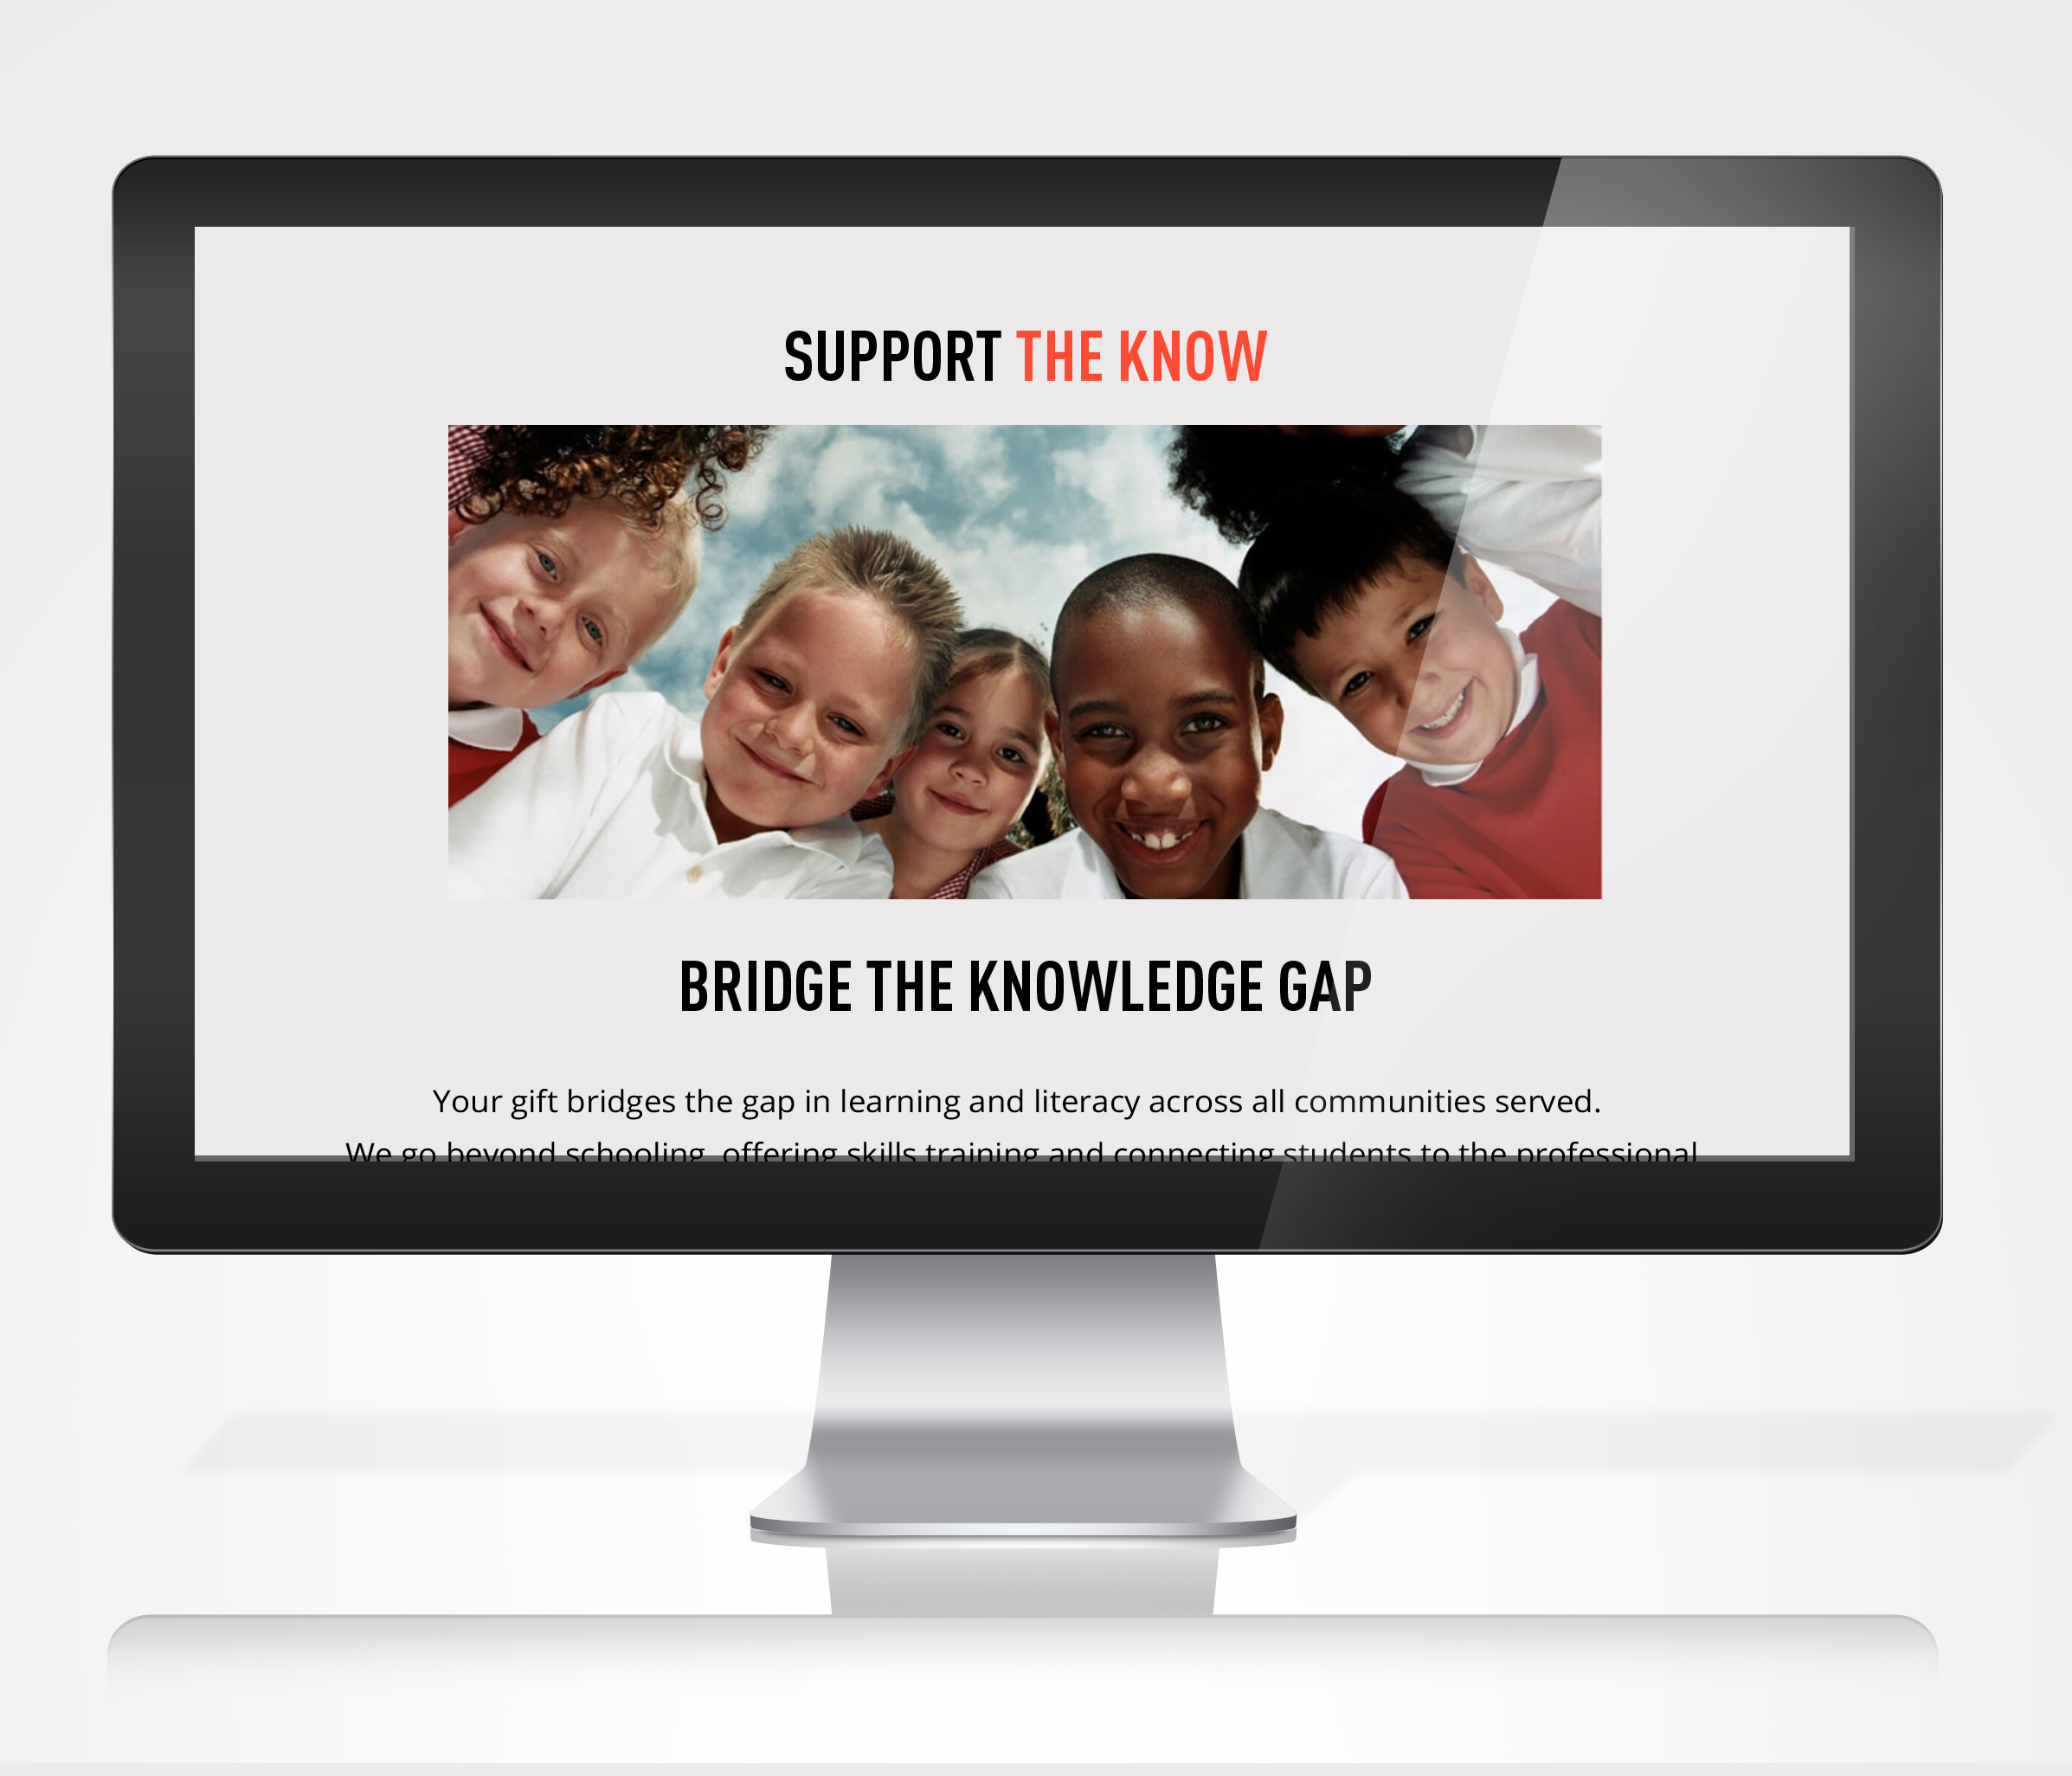 SUPPORT THE KNOW
BRIDGE THE KNOWLEDGE GAP
Your gift bridges the gap in learning and literacy across all communities served.
We go beyond schooling, offering skills training and connecting students to the professional